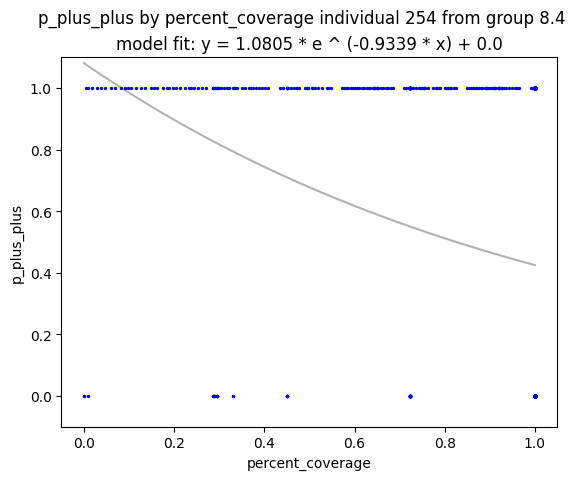 p_plus_plus by percent_coverage individual 254 from group 8.4
model fit: y = 1.0805 * e ^ (-0.9339 * x) + 0.0
1.0
0.8
0.6
0.4
0.2
0.0
p_plus_plus
0.0 0.2 0.4 0.6 0.8 1.0
percent_coverage